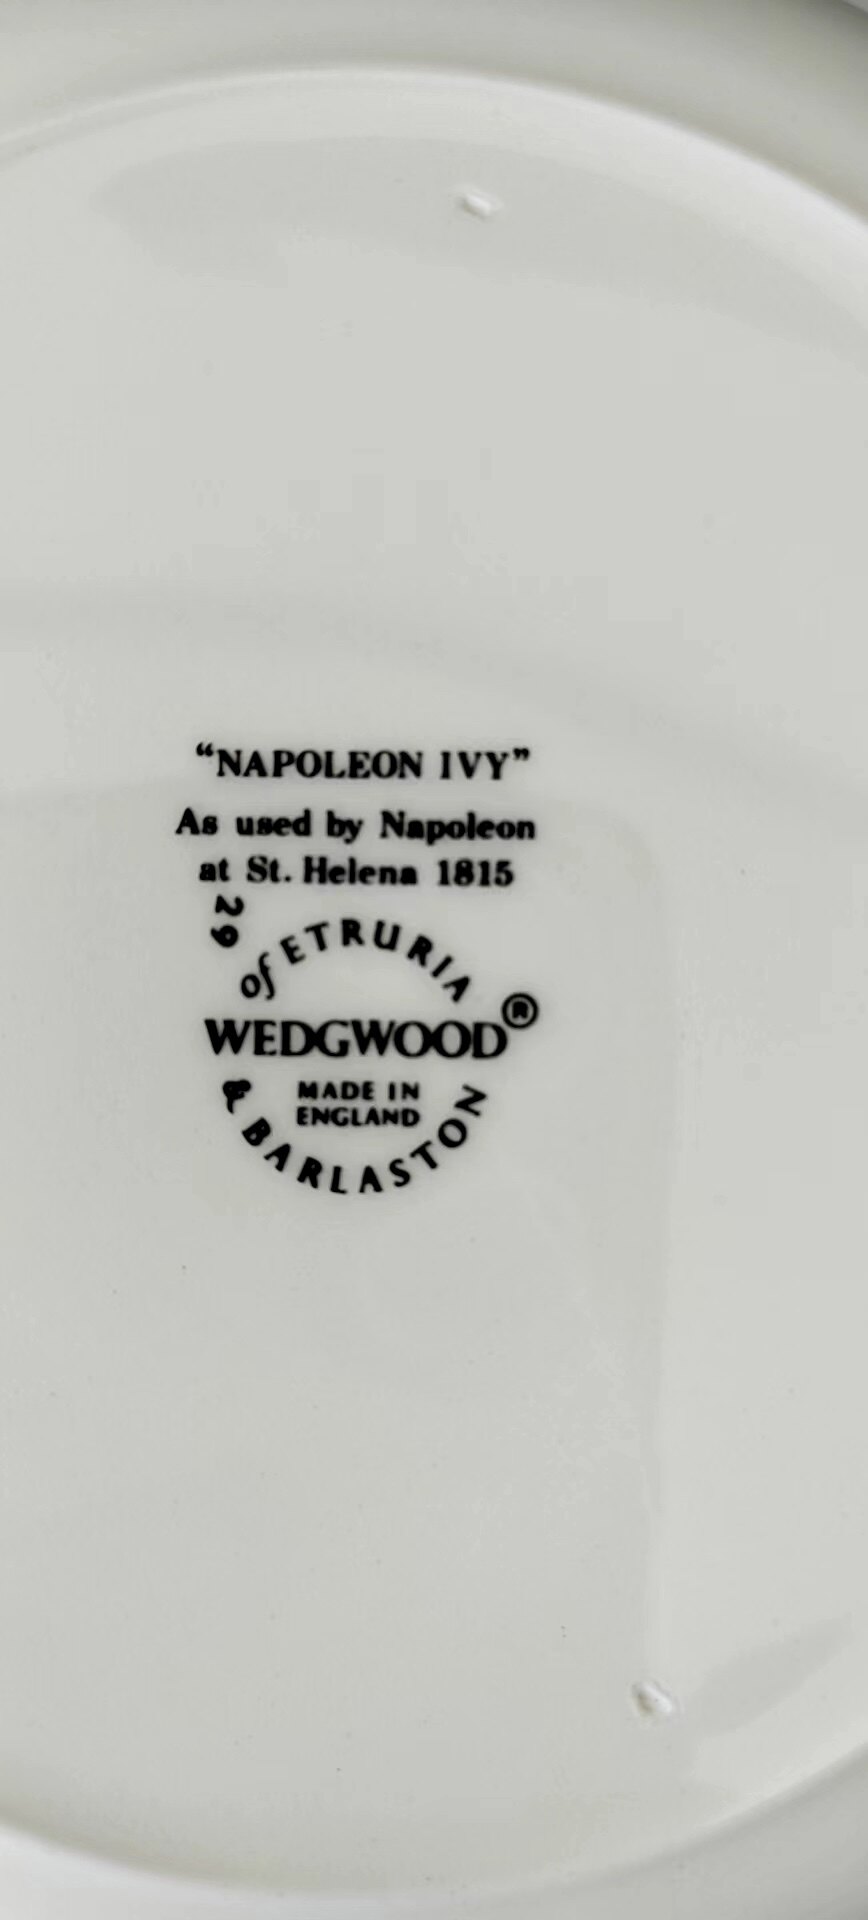 “NAPOLEON IVY”
As used by Napoleon
at St. Helena 1815
29
of ETRURIA
WEDGWOOD®
MADE IN
ENGLAND
& BARLASTON